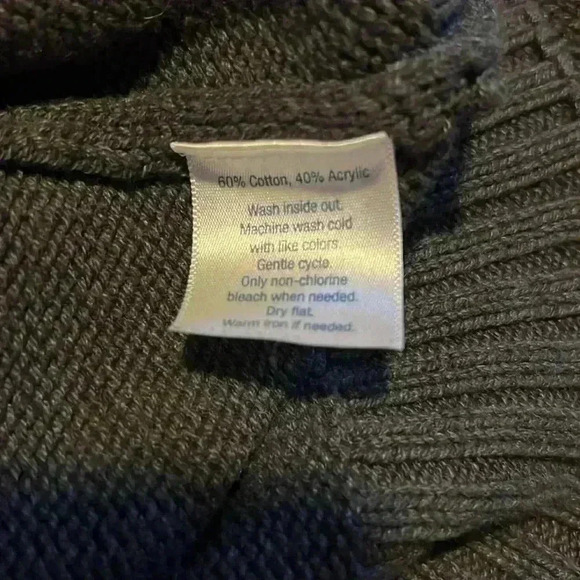 60% Cotton, 40% Acrylic
Wash inside out.
Machine wash cold
with like colors.
Gentle cycle.
Only non-chlorine
bleach when needed.
Dry flat.
Warm iron if needed.